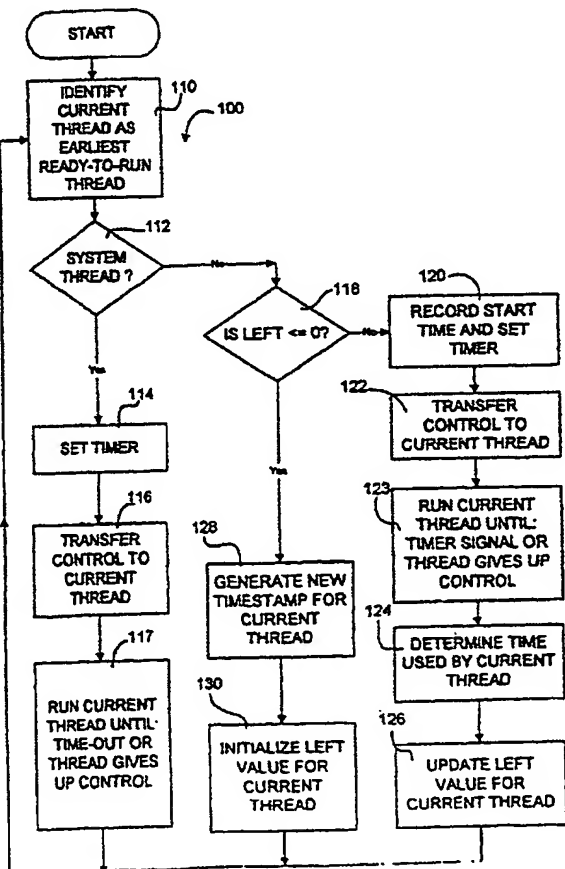 START
110
IDENTIFY
CURRENT
THREAD AS
EARLIEST
READY-TO-RUN
THREAD
100
112
SYSTEM
THREAD ?
No
118
IS LEFT <= 0?
No
120
RECORD START
TIME AND SET
TIMER
Yes
114
SET TIMER
122
TRANSFER
CONTROL TO
CURRENT THREAD
Yes
116
TRANSFER
CONTROL TO
CURRENT
THREAD
123
RUN CURRENT
THREAD UNTIL:
TIMER SIGNAL OR
THREAD GIVES UP
CONTROL
128
GENERATE NEW
TIMESTAMP FOR
CURRENT
THREAD
124
DETERMINE TIME
USED BY CURRENT
THREAD
117
RUN CURRENT
THREAD UNTIL:
TIME-OUT OR
THREAD GIVES
UP CONTROL
130
INITIALIZE LEFT
VALUE FOR
CURRENT
THREAD
126
UPDATE LEFT
VALUE FOR
CURRENT THREAD